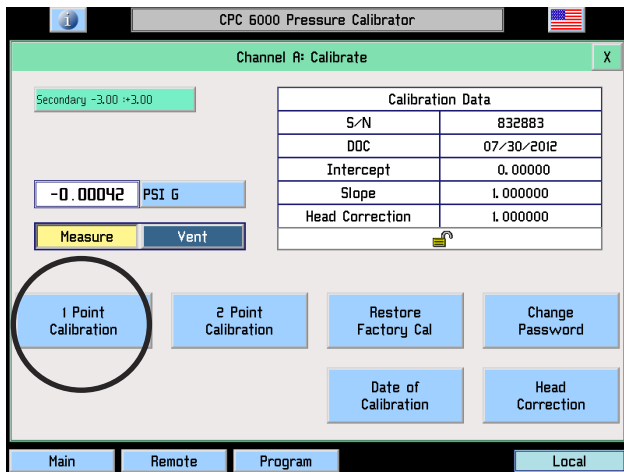 i
CPC 6000 Pressure Calibrator
Channel A: Calibrate
X
Secondary -3.00 :+3.00
Calibration Data
S/N 832883
DOC 07/30/2012
Intercept 0.00000
Slope 1.000000
Head Correction 1.000000
-0.00042 PSI G
Measure Vent
1 Point
Calibration
2 Point
Calibration
Restore
Factory Cal
Change
Password
Date of
Calibration
Head
Correction
Main Remote Program Local